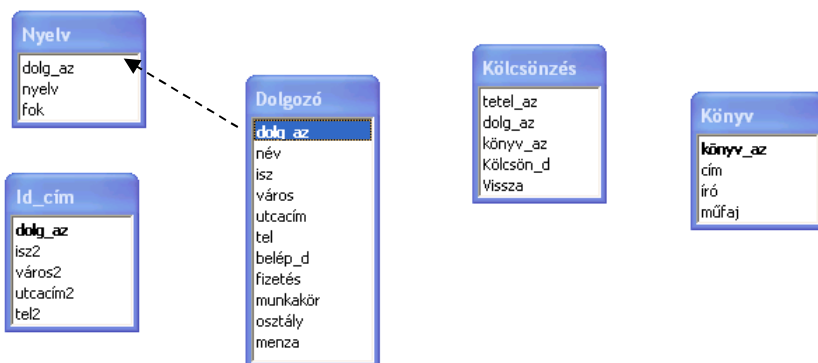 Nyelv
dolg_az
nyelv
fok
Id_cím
dolg_az
isz2
város2
utcacím2
tel2
Dolgozó
dolg_az
név
isz
város
utcacím
tel
belép_d
fizetés
munkakör
osztály
menza
Kölcsönzés
tetel_az
dolg_az
könyv_az
Kölcsön_d
Vissza
Könyv
könyv_az
cím
író
műfaj